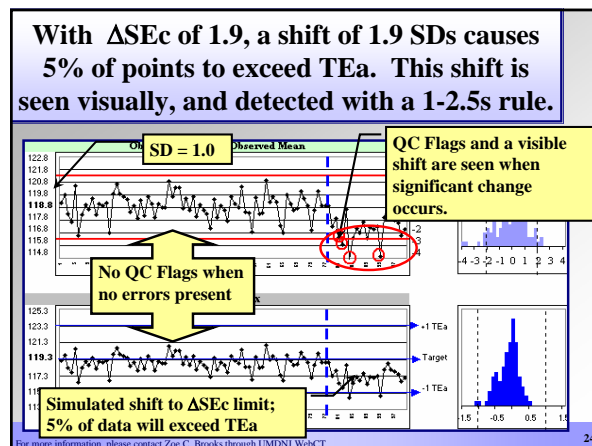 With ΔSEc of 1.9, a shift of 1.9 SDs causes
5% of points to exceed TEa. This shift is
seen visually, and detected with a 1-2.5s rule.
SD = 1.0
Observed Mean
QC Flags and a visible
shift are seen when
significant change
occurs.
122.8
121.8
120.8
119.8
118.8
117.8
116.8
115.8
114.8
-2
-3
-4
-4 -3 -2 -1 0 1 2 3 4
No QC Flags when
no errors present
125.3
123.3
121.3
119.3
+1 TEa
Target
-1 TEa
-1.5 -0.5 0.5 1.5
Simulated shift to ΔSEc limit;
5% of data will exceed TEa
For more information, please contact Zoe C. Brooks through UMDNJ WebCT
2-